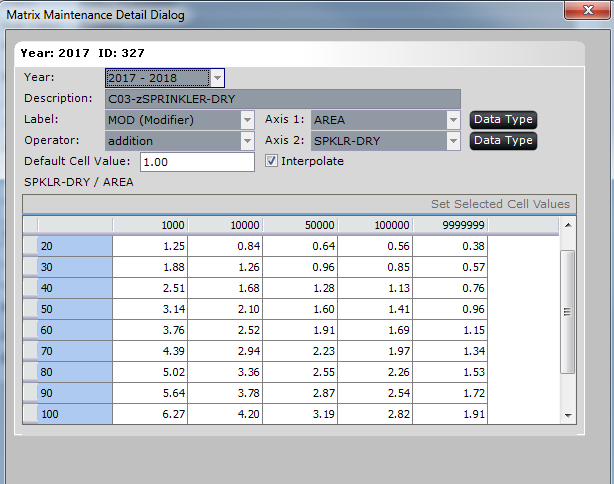 Matrix Maintenance Detail Dialog
Year: 2017 ID: 327
Year: 2017 - 2018
Description: C03-zSPRINKLER-DRY
Label: MOD (Modifier) Axis 1: AREA Data Type
Operator: addition Axis 2: SPKLR-DRY Data Type
Default Cell Value: 1.00 Interpolate
SPKLR-DRY / AREA
Set Selected Cell Values
1000 10000 50000 100000 9999999
20 1.25 0.84 0.64 0.56 0.38
30 1.88 1.26 0.96 0.85 0.57
40 2.51 1.68 1.28 1.13 0.76
50 3.14 2.10 1.60 1.41 0.96
60 3.76 2.52 1.91 1.69 1.15
70 4.39 2.94 2.23 1.97 1.34
80 5.02 3.36 2.55 2.26 1.53
90 5.64 3.78 2.87 2.54 1.72
100 6.27 4.20 3.19 2.82 1.91